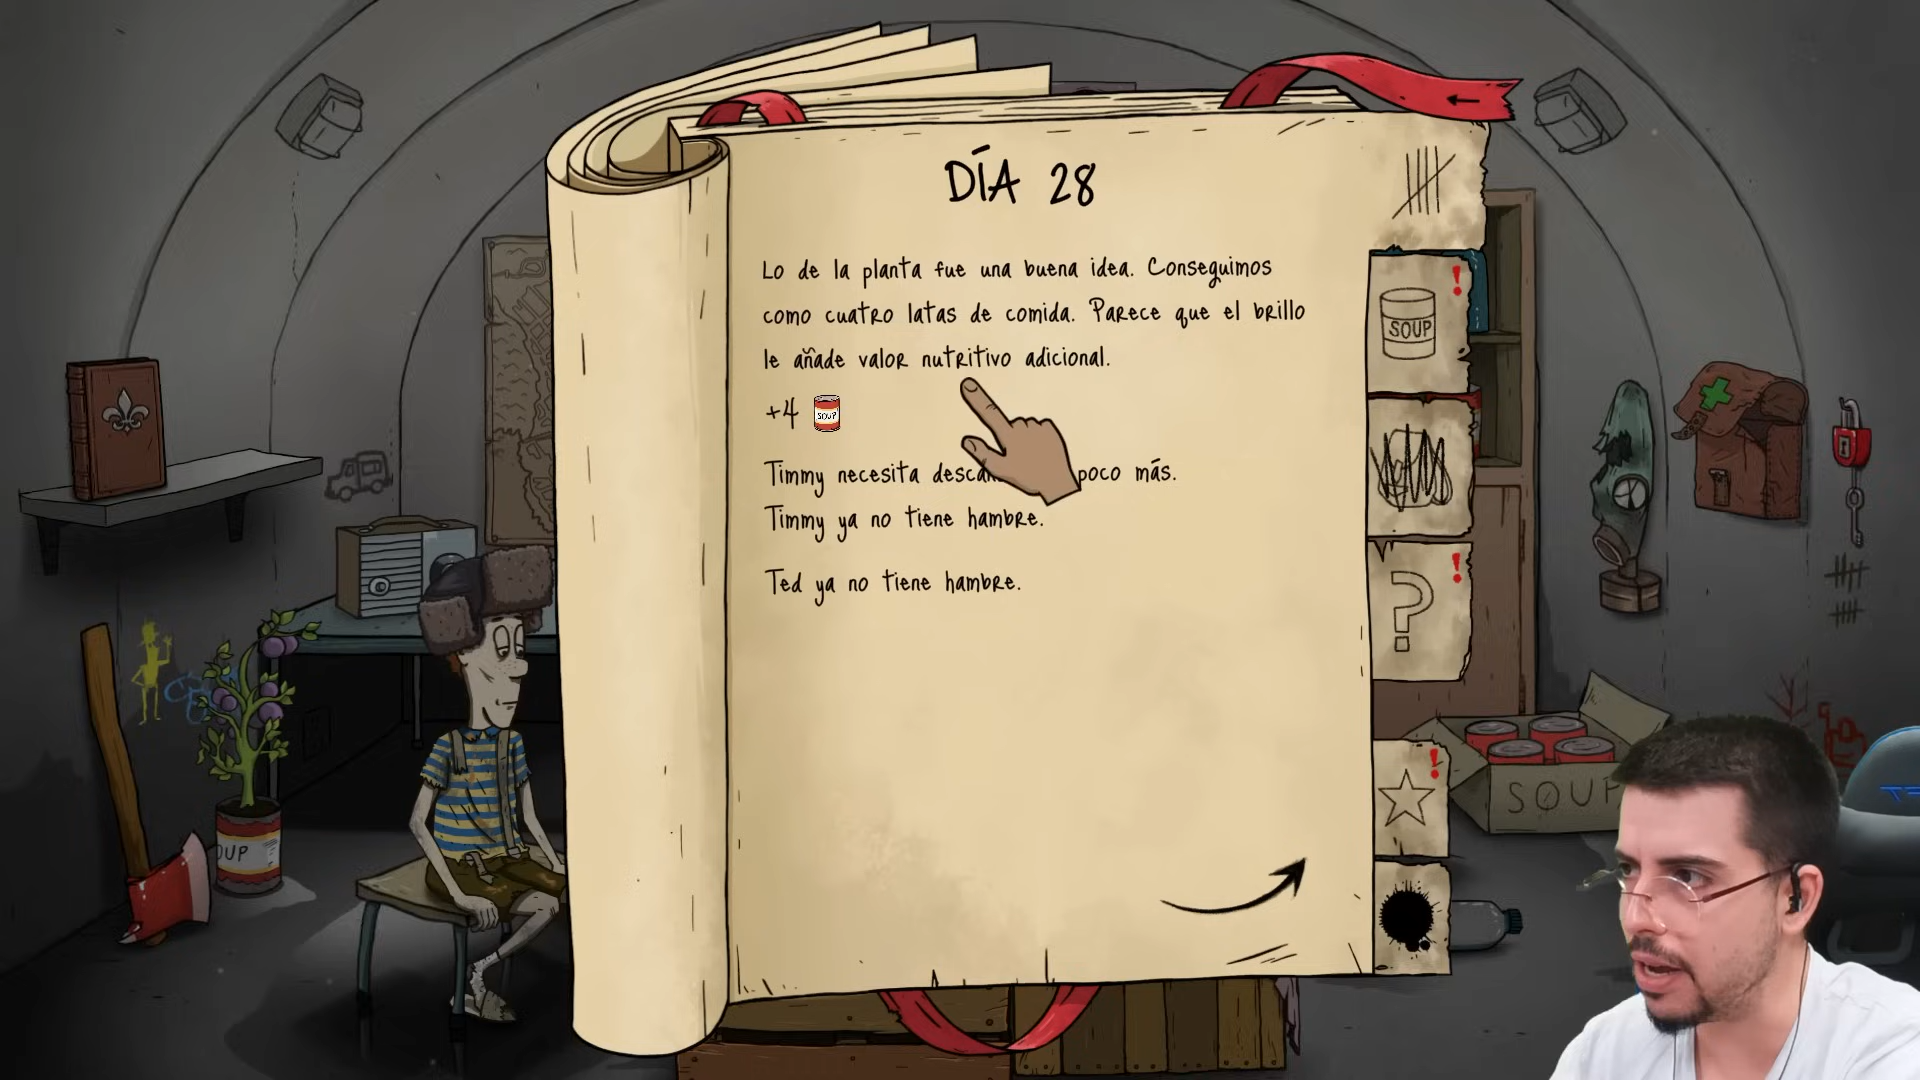 DÍA 28
Lo de la planta fue una buena idea. Conseguimos
como cuatro latas de comida. Parece que el brillo
le añade valor nutritivo adicional.
+4 SOUP
Timmy necesita poco más.
Timmy ya no tiene hambre.
Ted ya no tiene hambre.
SOUP
?
SOUP
OUP